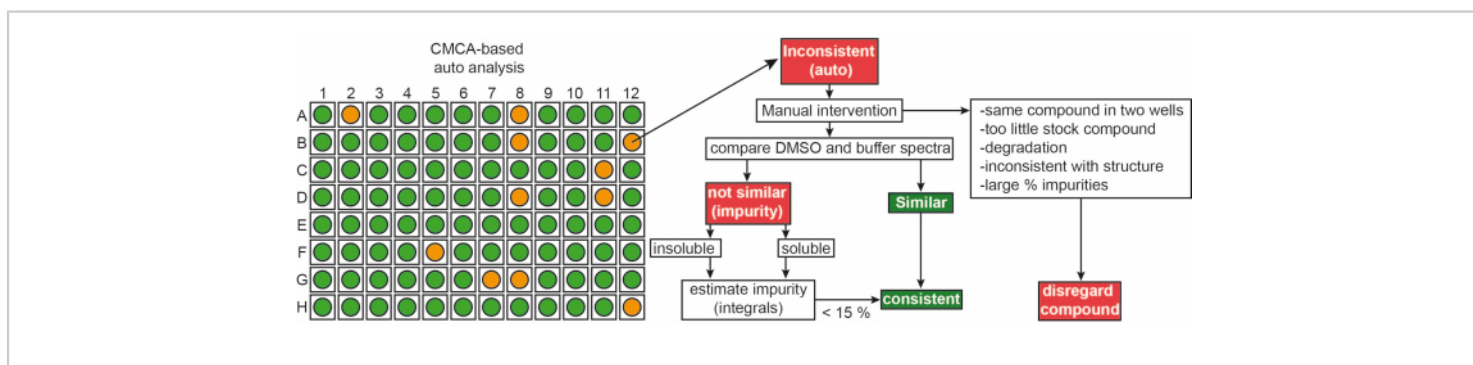 CMCA-based
auto analysis
1 2 3 4 5 6 7 8 9 10 11 12
A
B
C
D
E
F
G
H
Inconsistent
(auto)
Manual intervention
compare DMSO and buffer spectra
not similar
(impurity)
Similar
insoluble
soluble
estimate impurity
(integrals)
< 15 %
consistent
-same compound in two wells
-too little stock compound
-degradation
-inconsistent with structure
-large % impurities
disregard
compound